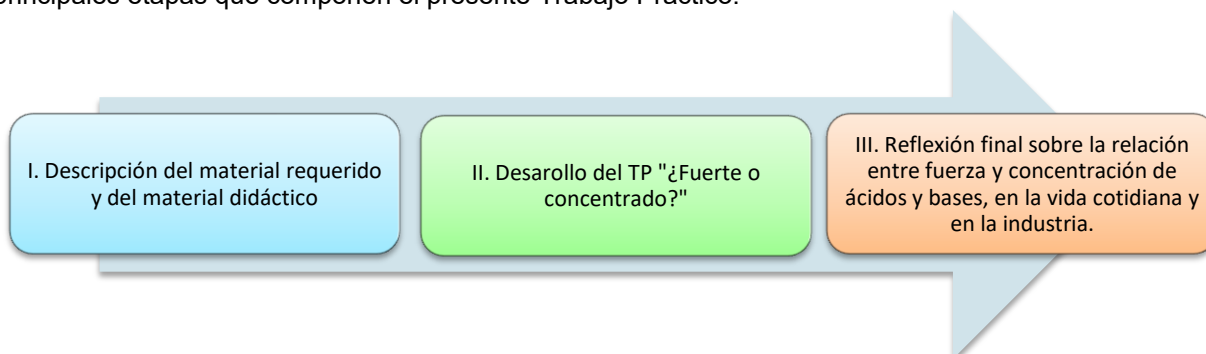 principales etapas que componen el presente Trabajo Práctico:
I. Descripción del material requerido
y del material didáctico
II. Desarollo del TP "¿Fuerte o
concentrado?"
III. Reflexión final sobre la relación
entre fuerza y concentración de
ácidos y bases, en la vida cotidiana y
en la industria.